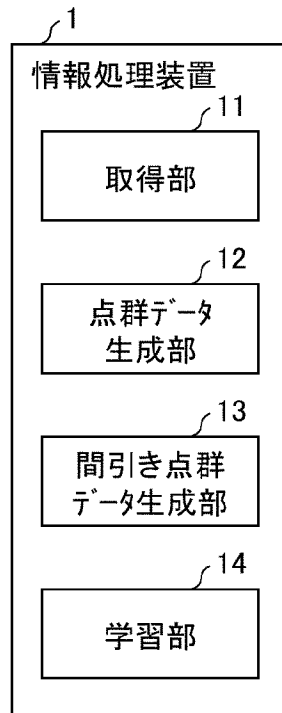 1
情報処理装置
11
取得部
12
点群データ
生成部
13
間引き点群
データ生成部
14
学習部